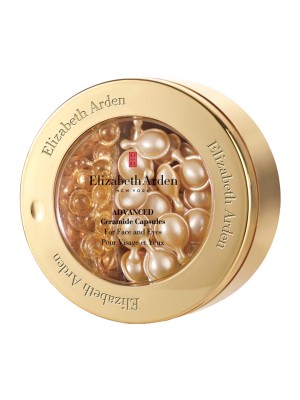 Elizabeth Arden
Elizabeth Arden
Elizabeth Arden
Elizabeth Arden
NEW YORK
ADVANCED
Ceramide Capsules
For Face and Eyes
Pour Visage et Yeux